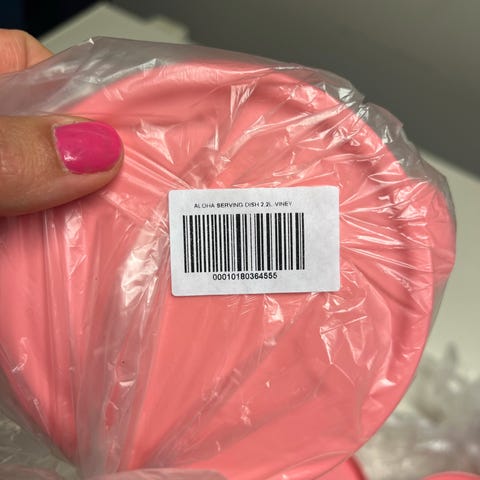 ALOHA SERVING DISH 2.2L VINEY
00010180364555